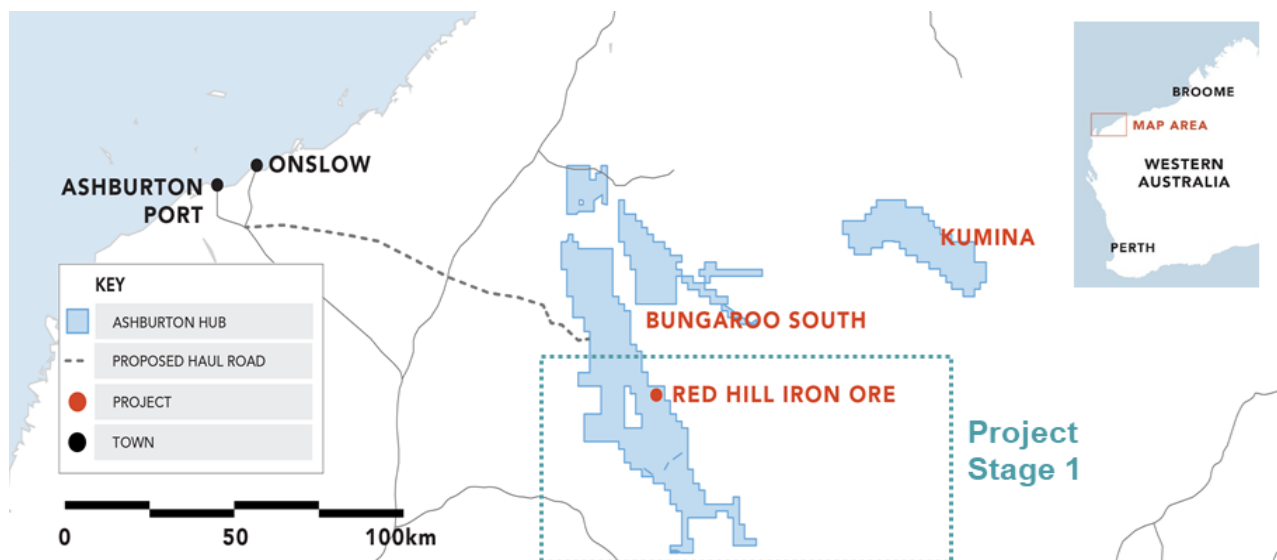 BROOME
MAP AREA
WESTERN
AUSTRALIA
PERTH
ONSLOW
ASHBURTON
PORT
KUMINA
BUNGAROO SOUTH
RED HILL IRON ORE
Project
Stage 1
KEY
ASHBURTON HUB
PROPOSED HAUL ROAD
PROJECT
TOWN
0 50 100km